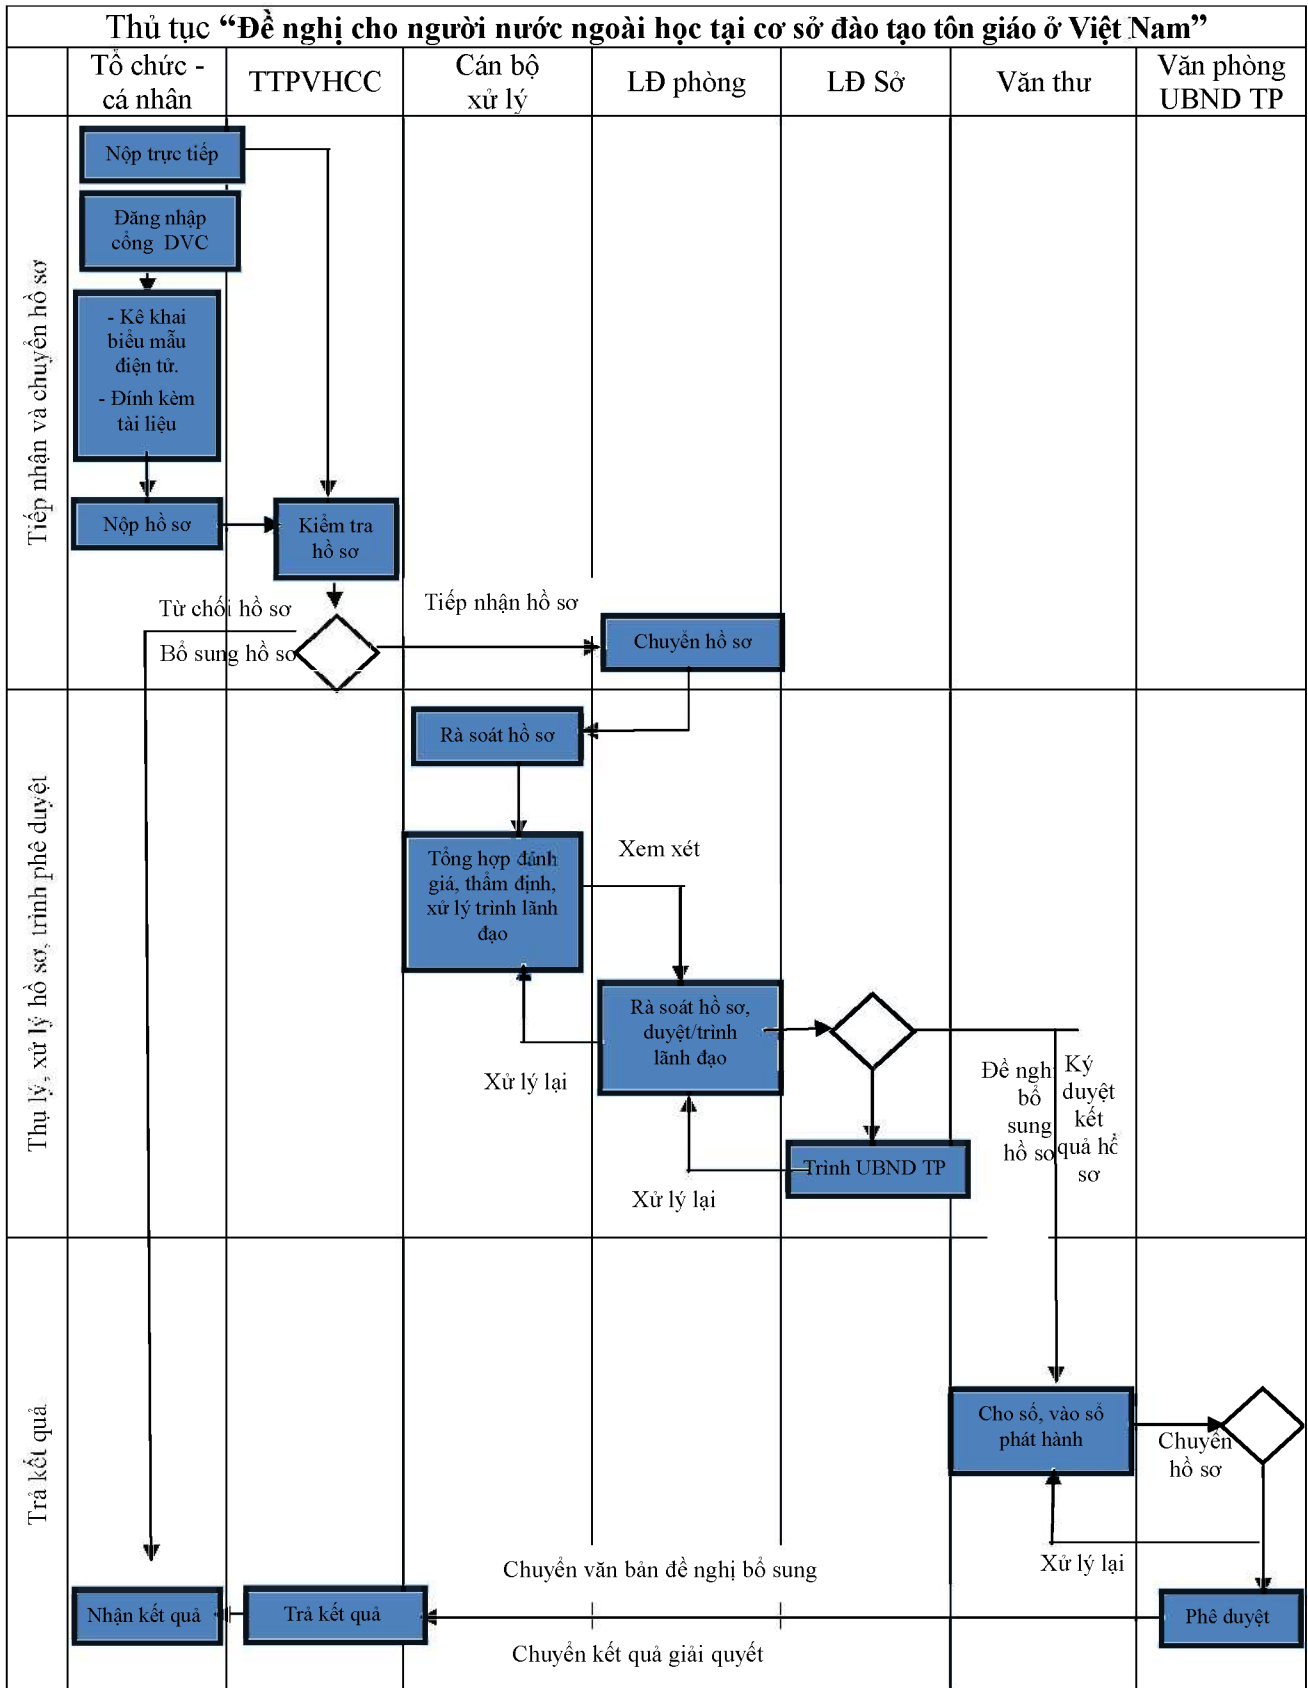 Thủ tục “Đề nghị cho người nước ngoài học tại cơ sở đào tạo tôn giáo ở Việt Nam”
Tổ chức -
cá nhân
TTPVHCC
Cán bộ
xử lý
LĐ phòng
LĐ Sở
Văn thư
Văn phòng
UBND TP
Tiếp nhận và chuyển hồ sơ
Nộp trực tiếp
Đăng nhập
cổng DVC
- Kê khai
biểu mẫu
điện tử.
- Đính kèm
tài liệu
Nộp hồ sơ
Kiểm tra
hồ sơ
Từ chối hồ sơ
Bổ sung hồ sơ
Tiếp nhận hồ sơ
Chuyển hồ sơ
Thụ lý, xử lý hồ sơ, trình phê duyệt
Rà soát hồ sơ
Tổng hợp đánh
giá, thẩm định,
xử lý trình lãnh
đạo
Xem xét
Rà soát hồ sơ,
duyệt/trình
lãnh đạo
Xử lý lại
Trình UBND TP
Xử lý lại
Đề nghị
bổ
sung
hồ sơ
Ký
duyệt
kết
quả hồ
sơ
Trả kết quả
Cho số, vào sổ
phát hành
Chuyển
hồ sơ
Xử lý lại
Chuyển văn bản đề nghị bổ sung
Nhận kết quả
Trả kết quả
Phê duyệt
Chuyển kết quả giải quyết